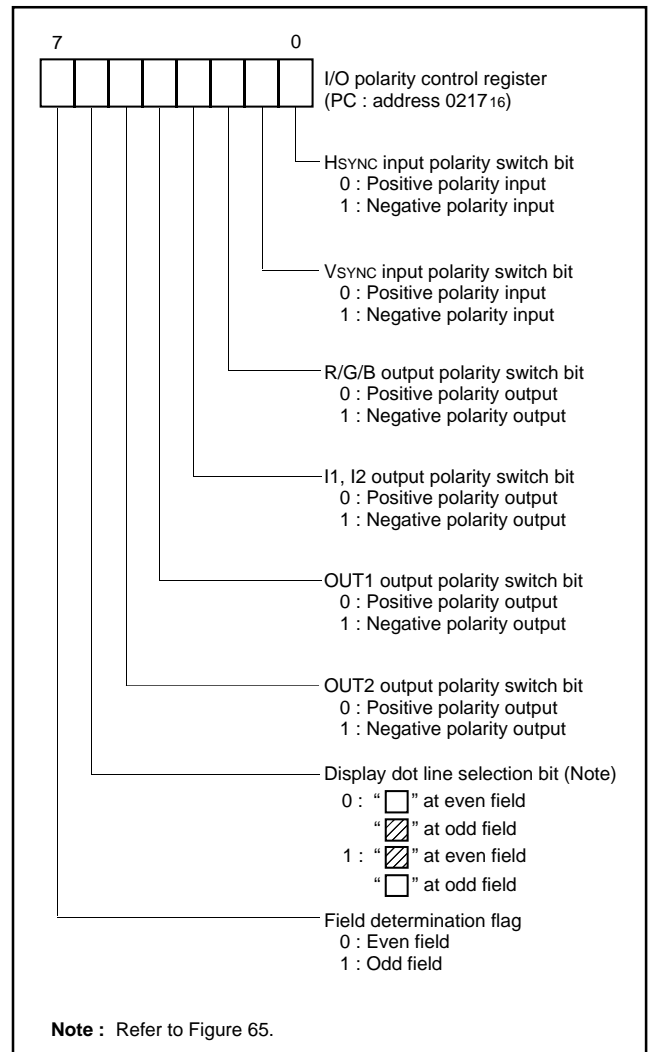 7 0
I/O polarity control register
(PC : address 021716)
HSYNC input polarity switch bit
0 : Positive polarity input
1 : Negative polarity input
VSYNC input polarity switch bit
0 : Positive polarity input
1 : Negative polarity input
R/G/B output polarity switch bit
0 : Positive polarity output
1 : Negative polarity output
I1, I2 output polarity switch bit
0 : Positive polarity output
1 : Negative polarity output
OUT1 output polarity switch bit
0 : Positive polarity output
1 : Negative polarity output
OUT2 output polarity switch bit
0 : Positive polarity output
1 : Negative polarity output
Display dot line selection bit (Note)
0 : “ ” at even field
“ ” at odd field
1 : “ ” at even field
“ ” at odd field
Field determination flag
0 : Even field
1 : Odd field
Note : Refer to Figure 65.